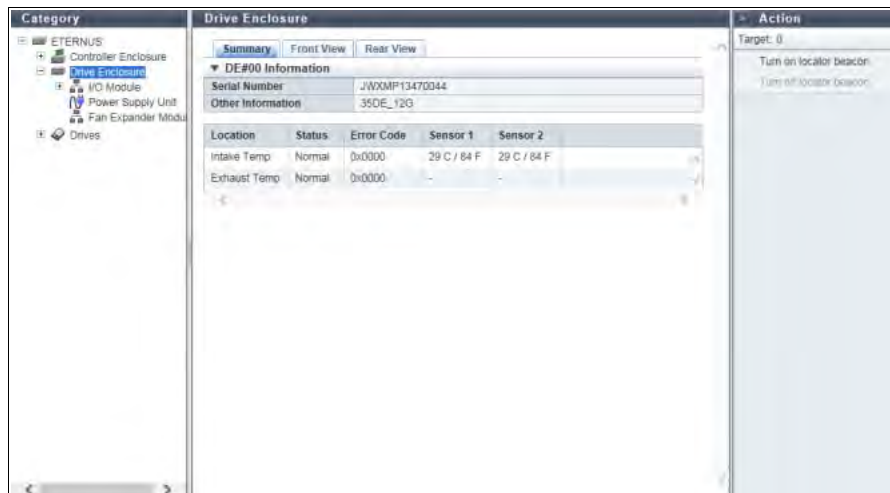 Category
ETERNUS
Controller Enclosure
Drive Enclosure
I/O Module
Power Supply Unit
Fan Expander Modu
Drives
Drive Enclosure
Summary Front View Rear View
DE#00 Information
Serial Number JWXMP13470044
Other Information 35DE_12G
Location Status Error Code Sensor 1 Sensor 2
Intake Temp Normal 0x0000 29 C / 84 F 29 C / 84 F
Exhaust Temp Normal 0x0000 - -
Action
Target: 0
Turn on locator beacon
Turn off locator beacon